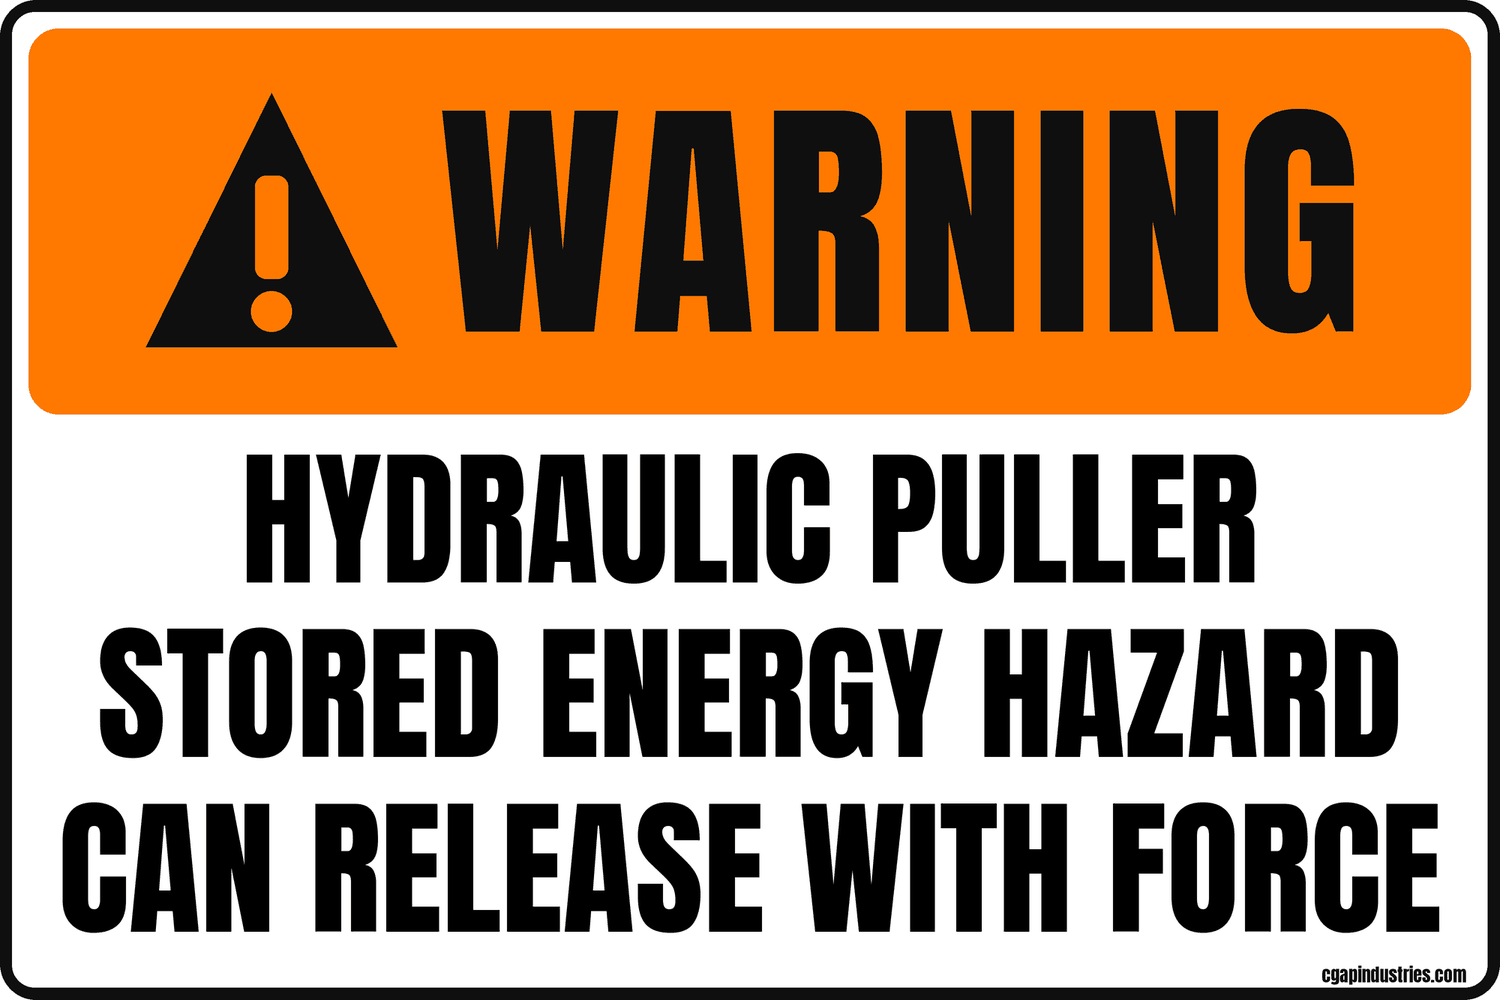 WARNING
HYDRAULIC PULLER
STORED ENERGY HAZARD
CAN RELEASE WITH FORCE
cgapindustries.com